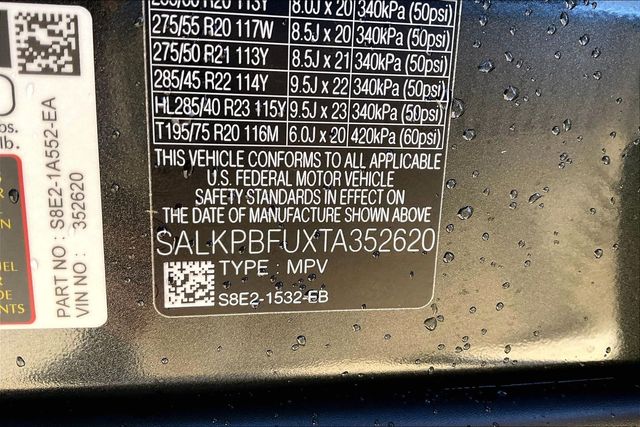 275/55 R20 117W 8.5J x 20 340kPa (50psi)
275/50 R21 113Y 8.5J x 21 340kPa (50psi)
285/45 R22 114Y 9.5J x 22 340kPa (50psi)
HL285/40 R23 115Y 9.5J x 23 340kPa (50psi)
T195/75 R20 116M 6.0J x 20 420kPa (60psi)
THIS VEHICLE CONFORMS TO ALL APPLICABLE
U.S. FEDERAL MOTOR VEHICLE
SAFETY STANDARDS IN EFFECT ON
THE DATE OF MANUFACTURE SHOWN ABOVE
SALKPBFUXTA352620
TYPE : MPV
S8E2-1532-EB
PART NO : S8E2-1A552-EA
VIN NO : 352620
lb.